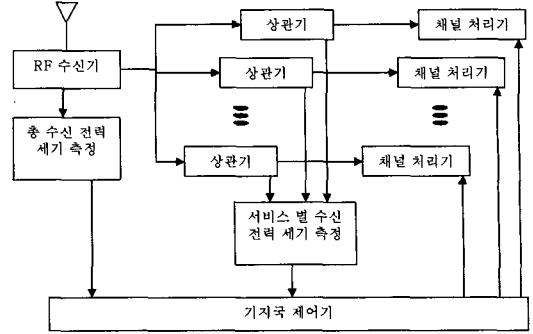 상관기
채널 처리기
RF 수신기
상관기
채널 처리기
총 수신 전력
세기 측정
상관기
채널 처리기
서비스 별 수신
전력 세기 측정
기지국 제어기